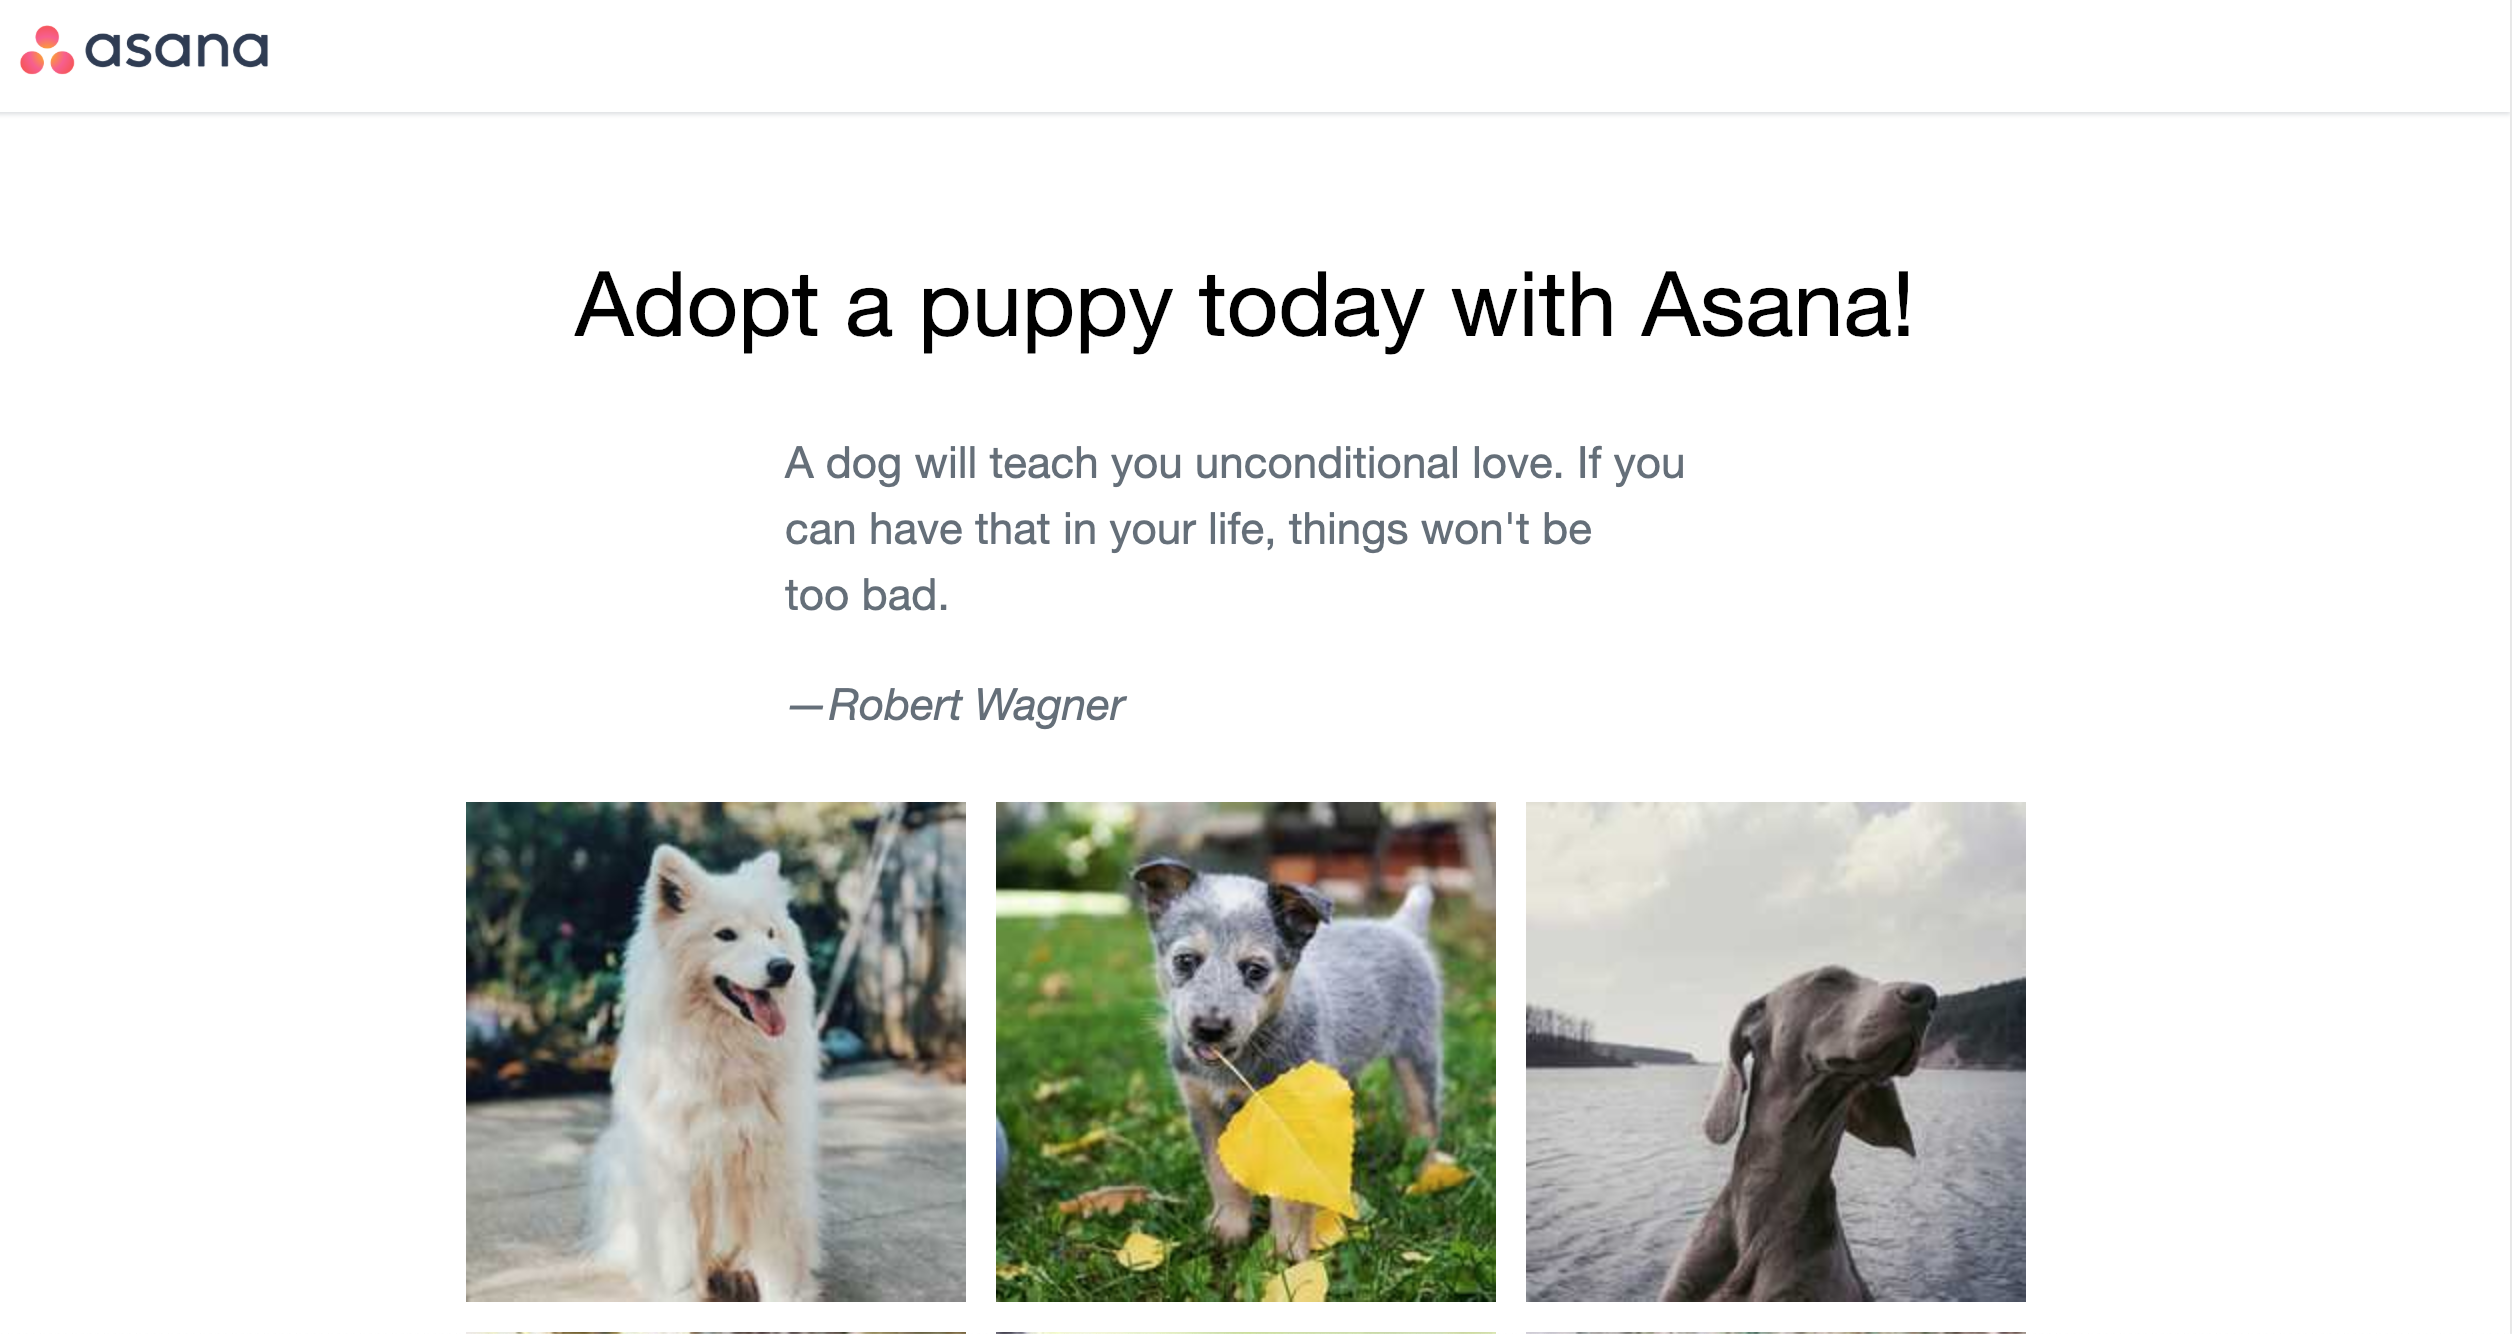 asana
Adopt a puppy today with Asana!
A dog will teach you unconditional love. If you
can have that in your life, things won't be
too bad.
—Robert Wagner